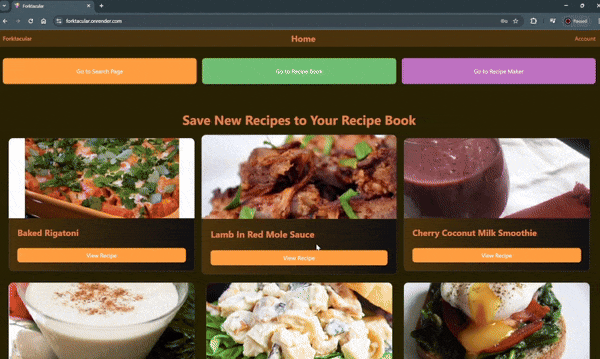 Forktacular
forktacular.onrender.com
Paused
Forktacular
Home
Account
Go to Search Page
Go to Recipe Book
Go to Recipe Maker
Save New Recipes to Your Recipe Book
Baked Rigatoni
Lamb In Red Mole Sauce
Cherry Coconut Milk Smoothie
View Recipe
View Recipe
View Recipe